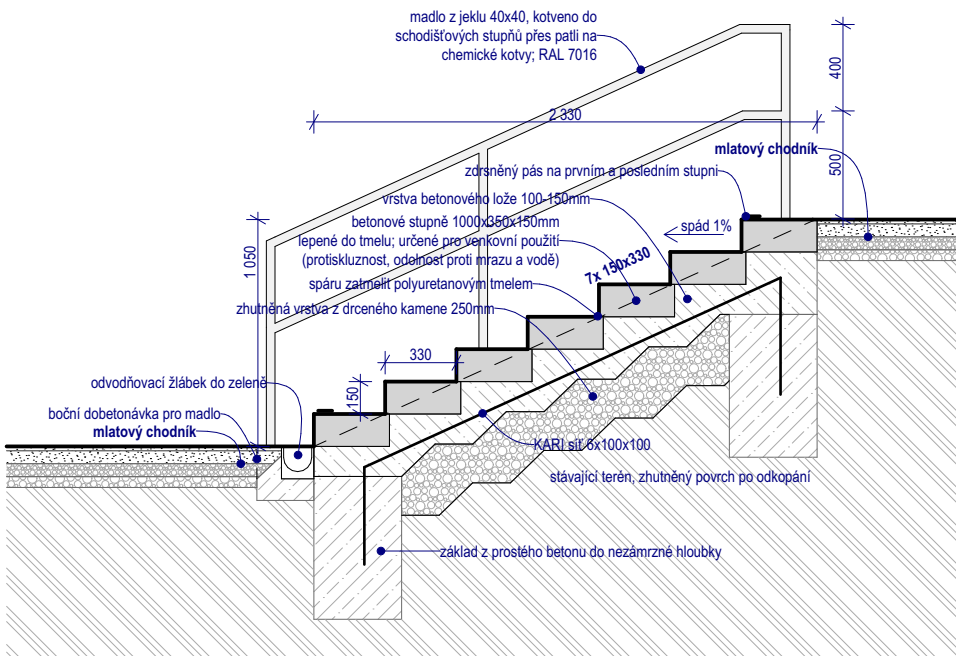 madlo z jeklu 40x40, kotveno do
schodišťových stupňů přes patli na
chemické kotvy; RAL 7016
400
2 330
mlatový chodník
500
zdrsněný pás na prvním a posledním stupni
vrstva betonového lože 100-150mm
betonové stupně 1000x350x150mm
spád 1%
lepené do tmelu; určené pro venkovní použití
(protiskluznost, odolnost proti mrazu a vodě)
7x 150x330
1 050
spáru zatmelit polyuretanovým tmelem
zhutněná vrstva z drceného kamene 250mm
330
odvodňovací žlábek do zeleně
150
boční dobetonávka pro madlo
mlatový chodník
KARI síť 6x100x100
stávající terén, zhutněný povrch po odkopání
základ z prostého betonu do nezámrzné hloubky